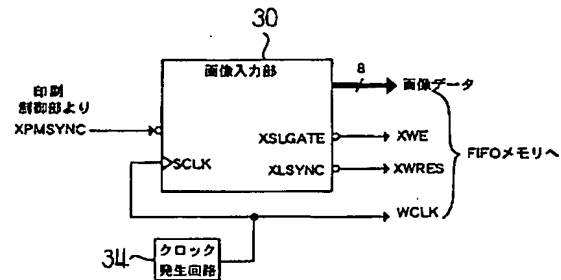 30
画像入力部
8
画像データ
印刷
制御部より
XPMSYNC
XSLGATE
XWE
XLSYNC
XWRES
FIFOメモリへ
SCLK
WCLK
34
クロック
発生回路